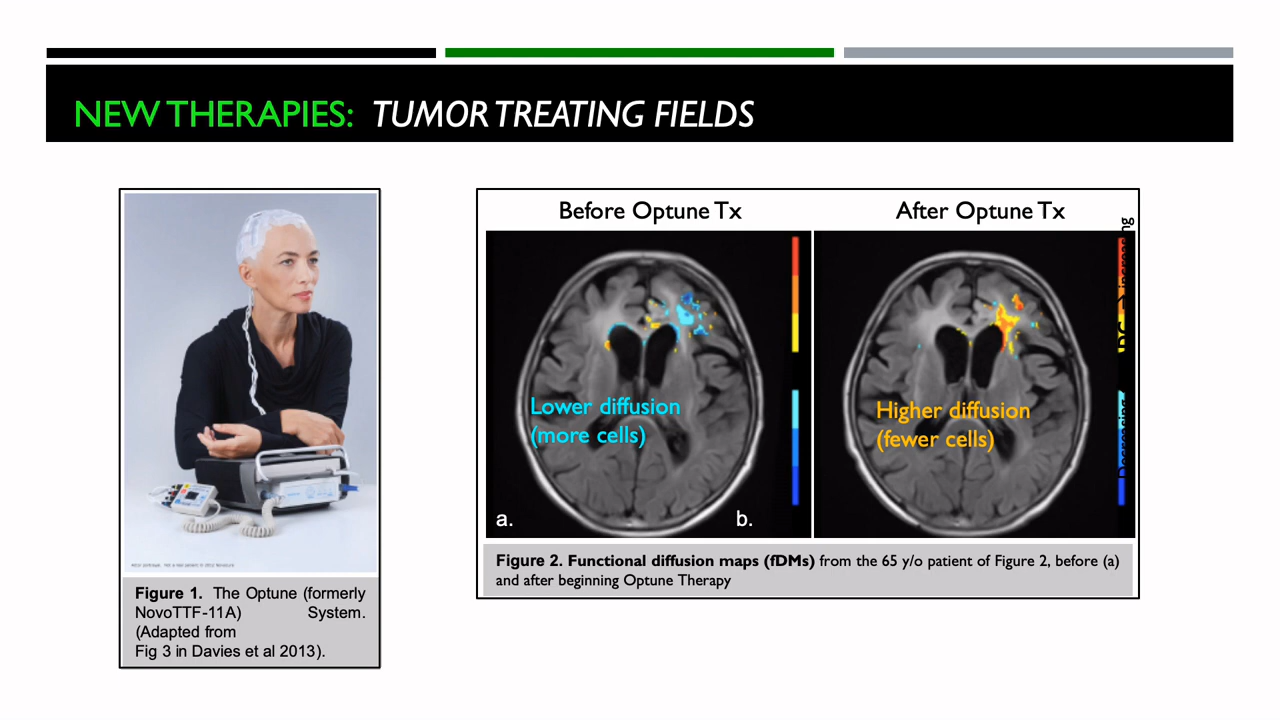 NEW THERAPIES: TUMOR TREATING FIELDS
Before Optune Tx
After Optune Tx
Lower diffusion
(more cells)
Higher diffusion
(fewer cells)
a.
b.
Figure 2. Functional diffusion maps (fDMs) from the 65 y/o patient of Figure 2, before (a)
and after beginning Optune Therapy
Figure 1. The Optune (formerly
NovoTTF-11A) System.
(Adapted from
Fig 3 in Davies et al 2013).